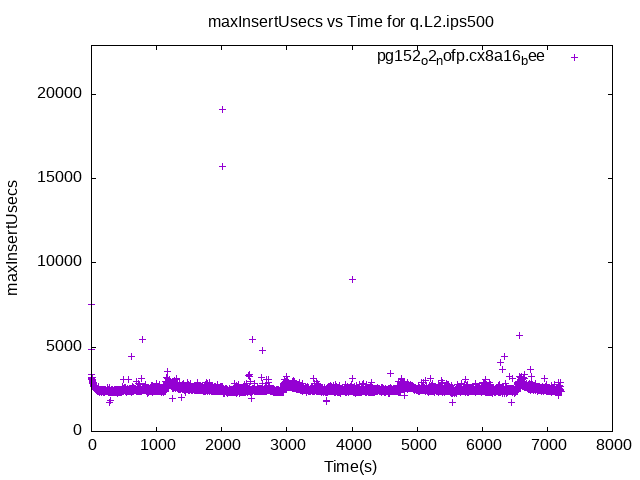 maxInsertUsecs vs Time for q.L2.ips500
pg152o2nofp.cx8a16bee
20000
15000
10000
5000
0
maxInsertUsecs
0 1000 2000 3000 4000 5000 6000 7000 8000
Time(s)